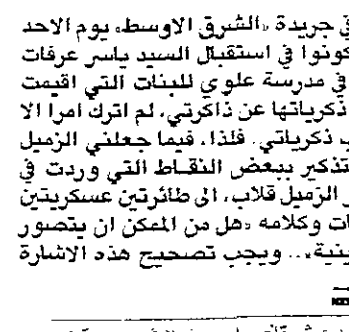 في جريدة «الشرق الاوسط» يوم الاحد
كونوا في استقبال السيد ياسر عرفات
في مدرسة علوي للبنات التي اقيمت
ذكرياتها عن ذاكرتي، لم اترك امرا الا
ب ذكرياتي. فلذا، فيما جعلني الزميل
تذكير ببعض النقاط التي وردت في
ر الزميل قلاب، الى طائرتين عسكريتين
ات وكلامه «هل من الممكن ان يتصور
ينية».. ويجب تصحيح هذه الاشارة